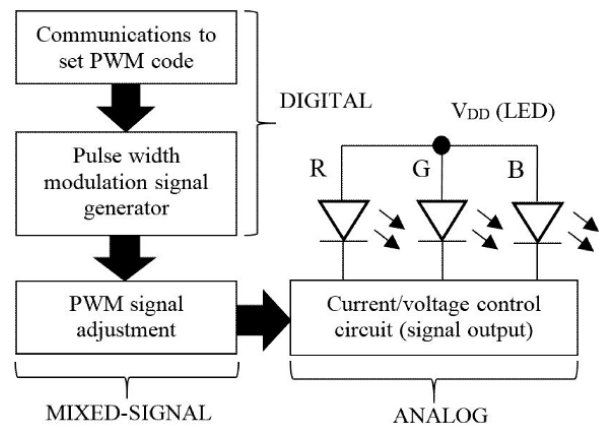 Communications to
set PWM code
DIGITAL
Pulse width
modulation signal
generator
V_DD (LED)
R
G
B
PWM signal
adjustment
Current/voltage control
circuit (signal output)
MIXED-SIGNAL
ANALOG